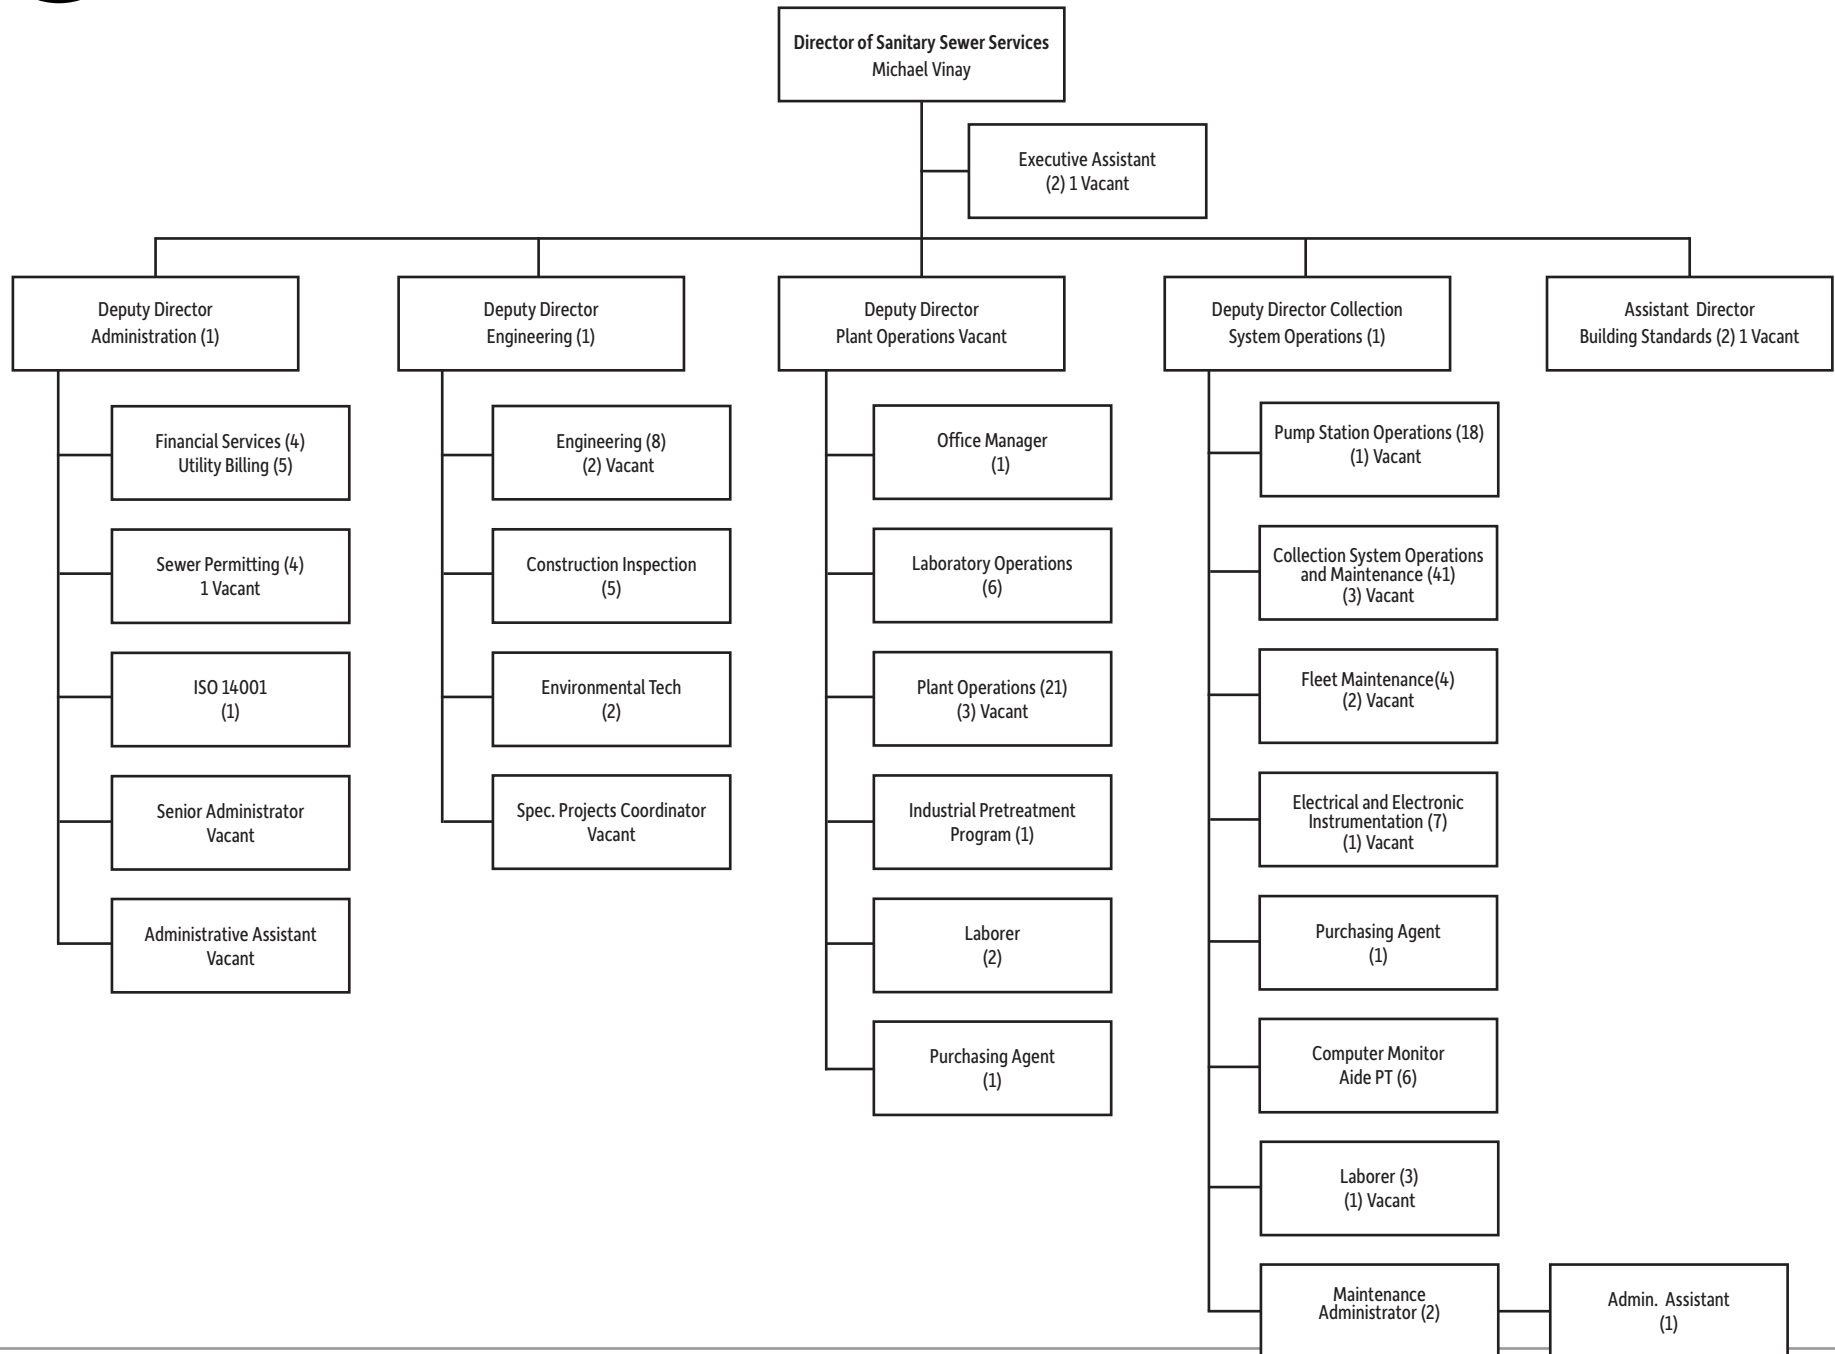 Director of Sanitary Sewer Services
Michael Vinay
Executive Assistant
(2) 1 Vacant
Deputy Director
Administration (1)
Deputy Director
Engineering (1)
Deputy Director
Plant Operations Vacant
Deputy Director Collection
System Operations (1)
Assistant Director
Building Standards (2) 1 Vacant
Financial Services (4)
Utility Billing (5)
Sewer Permitting (4)
1 Vacant
ISO 14001
(1)
Senior Administrator
Vacant
Administrative Assistant
Vacant
Engineering (8)
(2) Vacant
Construction Inspection
(5)
Environmental Tech
(2)
Spec. Projects Coordinator
Vacant
Office Manager
(1)
Laboratory Operations
(6)
Plant Operations (21)
(3) Vacant
Industrial Pretreatment
Program (1)
Laborer
(2)
Purchasing Agent
(1)
Pump Station Operations (18)
(1) Vacant
Collection System Operations
and Maintenance (41)
(3) Vacant
Fleet Maintenance(4)
(2) Vacant
Electrical and Electronic
Instrumentation (7)
(1) Vacant
Purchasing Agent
(1)
Computer Monitor
Aide PT (6)
Laborer (3)
(1) Vacant
Maintenance
Administrator (2)
Admin. Assistant
(1)